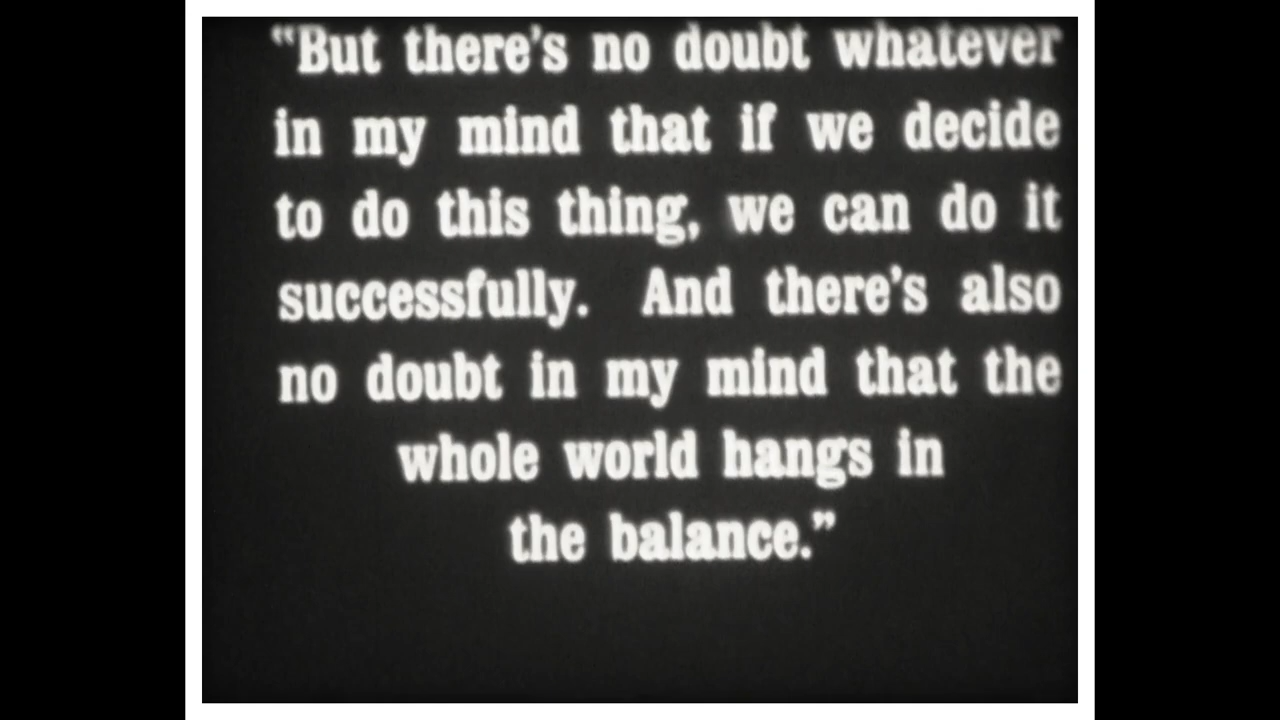 “But there’s no doubt whatever
in my mind that if we decide
to do this thing, we can do it
successfully. And there’s also
no doubt in my mind that the
whole world hangs in
the balance.”